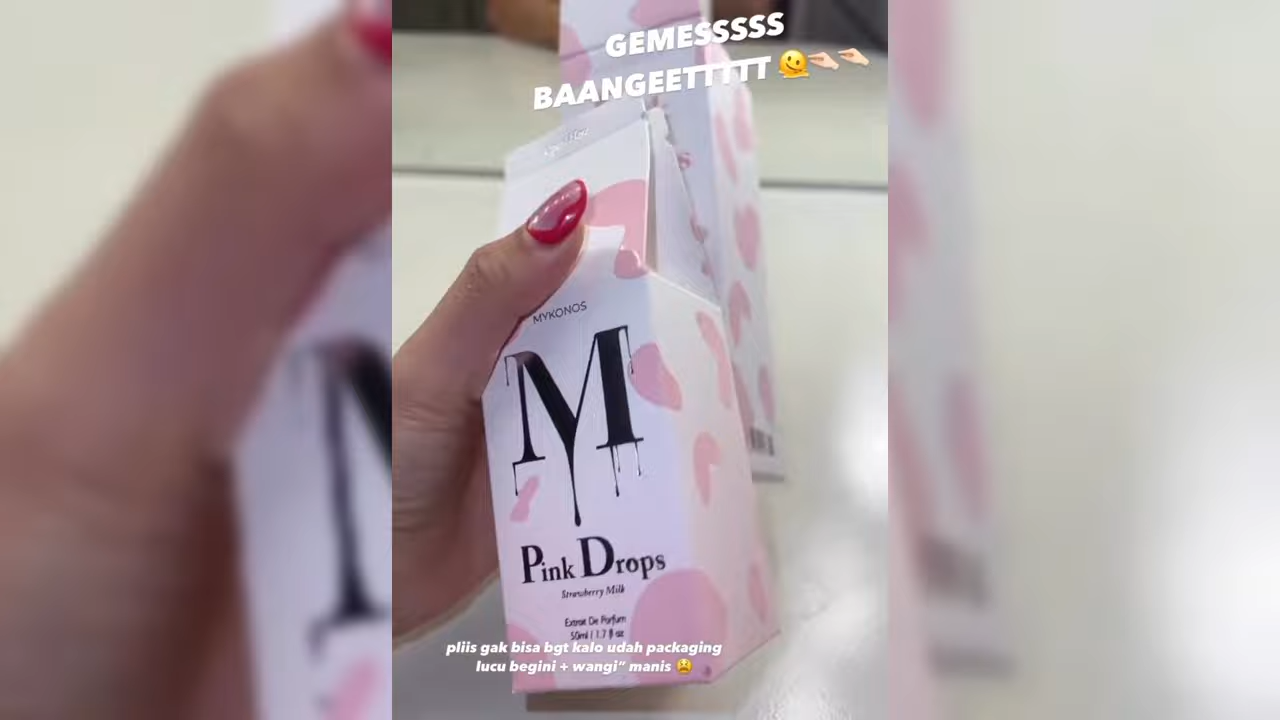 GEMESSSSS
BAANGEETTTTT 🫠🤏🏻🤏🏻
MYKONOS
M
Pink Drops
Strawberry Milk
Extrait De Parfum
50ml | 1.7 fl oz
pliis gak bisa bgt kalo udah packaging
lucu begini + wangi” manis 😫